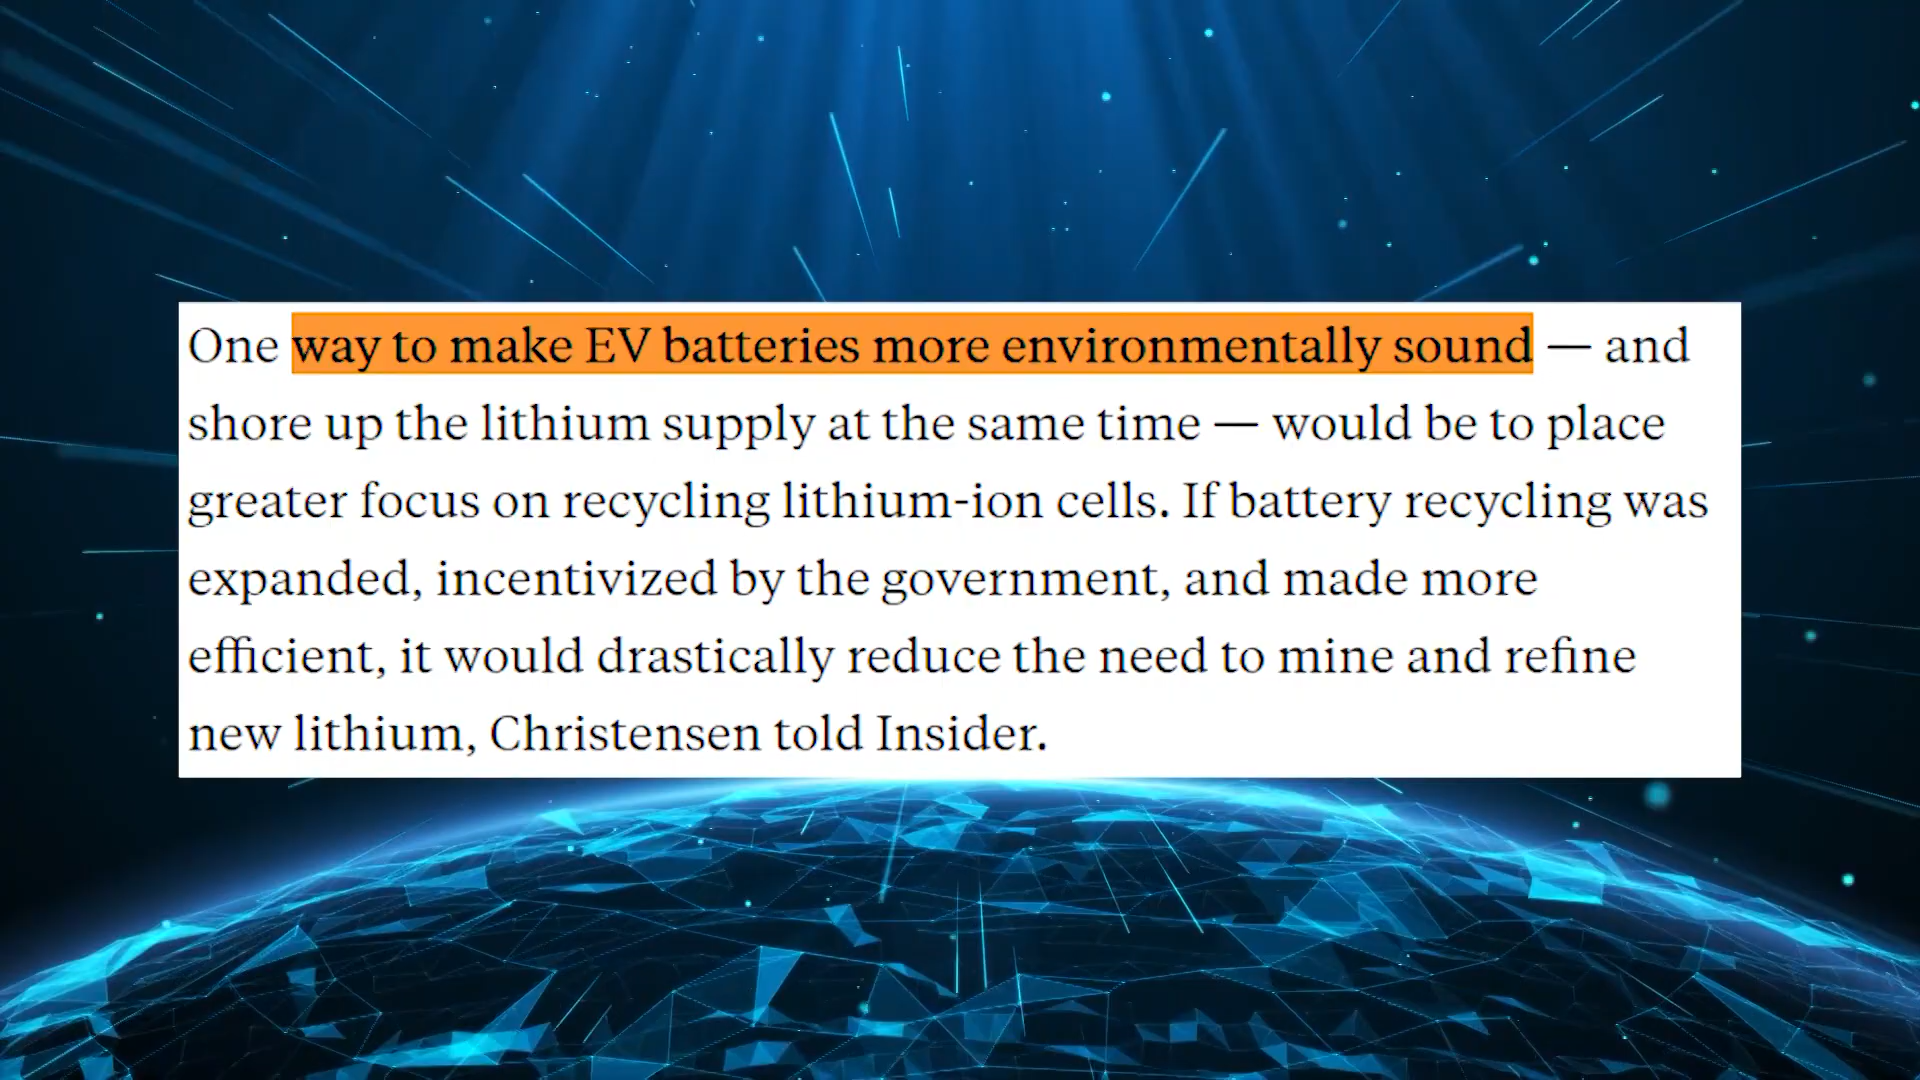 One way to make EV batteries more environmentally sound — and
shore up the lithium supply at the same time — would be to place
greater focus on recycling lithium-ion cells. If battery recycling was
expanded, incentivized by the government, and made more
efficient, it would drastically reduce the need to mine and refine
new lithium, Christensen told Insider.